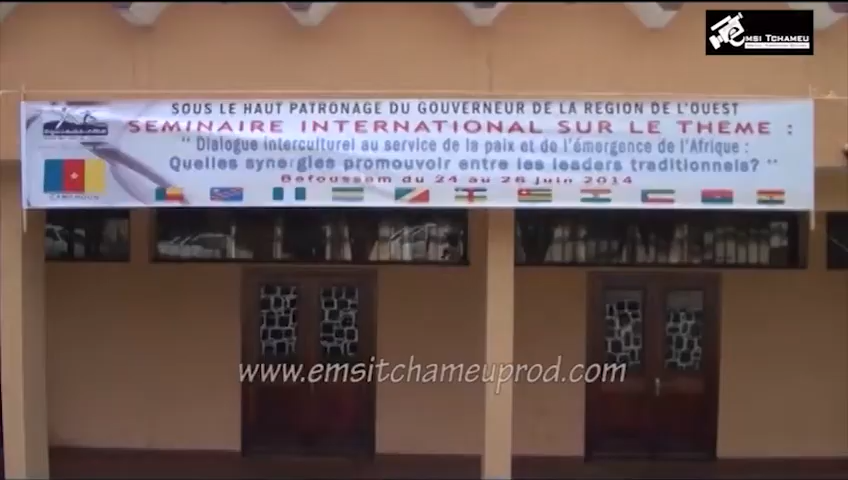 EMSI TCHAMEU
SOUS LE HAUT PATRONAGE DU GOUVERNEUR DE LA REGION DE L'OUEST
SEMINAIRE INTERNATIONAL SUR LE THEME :
"Dialogue interculturel au service de la paix et de l'émergence de l'Afrique :
Quelles synergies promouvoir entre les leaders traditionnels? "
Bafoussam du 24 au 26 juin 2014
CAMEROUN
www.emsitchameuprod.com